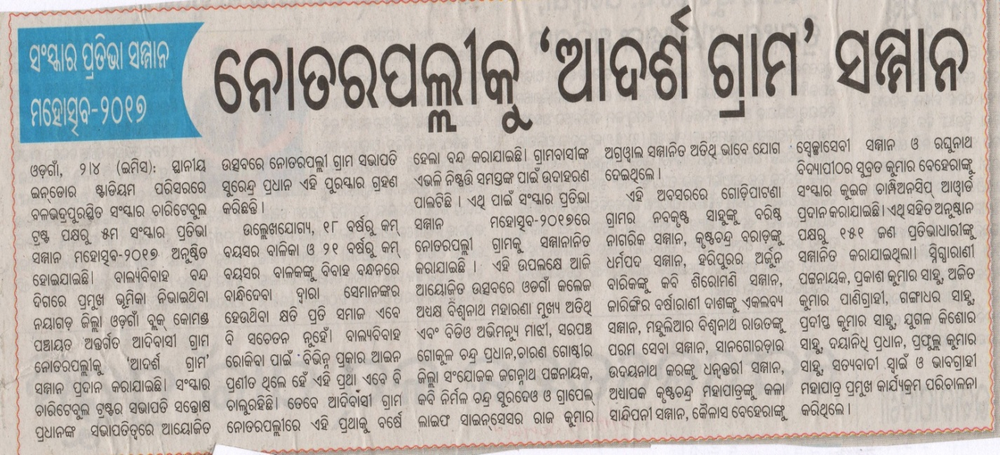 ସଂସ୍କାର ପ୍ରତିଭା ସମ୍ମାନ
ମହୋତ୍ସବ-୨୦୧୭
ନୋତରପଲ୍ଲୀକୁ ‘ଆଦର୍ଶ ଗ୍ରାମ’ ସମ୍ମାନ
ଓଡ଼ଗାଁ, ୨।୪ (ଇମିସ): ସ୍ଥାନୀୟ
ଇନ୍‌ଡୋର ଷ୍ଟାଡିୟମ ପରିସରରେ
ବଳଭଦ୍ରପୁରସ୍ଥିତ ସଂସ୍କାର ଚାରିଟେବୁଲ
ଟ୍ରଷ୍ଟ ପକ୍ଷରୁ ୫ମ ସଂସ୍କାର ପ୍ରତିଭା
ସମ୍ମାନ ମହୋତ୍ସବ-୨୦୧୭ ଅନୁଷ୍ଠିତ
ହୋଇଯାଇଛି। ବାଲ୍ୟବିବାହ ବନ୍ଦ
ଦିଗରେ ପ୍ରମୁଖ ଭୂମିକା ନିଭାଇଥିବା
ନୟାଗଡ଼ ଜିଲ୍ଲା ଓଡ଼ଗାଁ ବ୍ଲକ୍ କୋମଣ୍ଡ
ପଞ୍ଚାୟତ ଅନ୍ତର୍ଗତ ଆଦିବାସୀ ଗ୍ରାମ
ନୋତରପଲ୍ଲୀକୁ ‘ଆଦର୍ଶ ଗ୍ରାମ’
ସମ୍ମାନ ପ୍ରଦାନ କରାଯାଇଛି। ସଂସ୍କାର
ଚାରିଟେବୁଲ ଟ୍ରଷ୍ଟର ସଭାପତି ସନ୍ତୋଷ
ପ୍ରଧାନଙ୍କ ସଭାପତିତ୍ୱରେ ଆୟୋଜିତ
ଉତ୍ସବରେ ନୋତରପଲ୍ଲୀ ଗ୍ରାମ ସଭାପତି
ସୁରେନ୍ଦ୍ର ପ୍ରଧାନ ଏହି ପୁରସ୍କାର ଗ୍ରହଣ
କରିଛନ୍ତି।
ଉଲ୍ଲେଖଯୋଗ୍ୟ, ୧୮ ବର୍ଷରୁ କମ୍
ବୟସର ବାଳିକା ଓ ୨୧ ବର୍ଷରୁ କମ୍
ବୟସର ବାଳକଙ୍କୁ ବିବାହ ବନ୍ଧନରେ
ବାନ୍ଧିଦେବା ଦ୍ୱାରା ସେମାନଙ୍କର
ହେଉଥିବା କ୍ଷତି ପ୍ରତି ସମାଜ ଏବେ
ବି ସଚେତନ ନୁହେଁ। ବାଲ୍ୟବିବାହ
ରୋକିବା ପାଇଁ ବିଭିନ୍ନ ପ୍ରକାର ଆଇନ
ପ୍ରଣୀତ ଥିଲେ ହେଁ ଏହି ପ୍ରଥା ଏବେ ବି
ଚାଲୁରହିଛି। ତେବେ ଆଦିବାସୀ ଗ୍ରାମ
ନୋତରପଲ୍ଲୀରେ ଏହି ପ୍ରଥାକୁ ବର୍ଷେ
ହେଲା ବନ୍ଦ କରାଯାଇଛି। ଗ୍ରାମବାସୀଙ୍କ
ଏଭଳି ନିଷ୍ପତ୍ତି ସମସ୍ତଙ୍କ ପାଇଁ ଉଦାହରଣ
ପାଲଟିଛି । ଏଥି ପାଇଁ ସଂସ୍କାର ପ୍ରତିଭା
ସମ୍ମାନ ମହୋତ୍ସବ-୨୦୧୭ରେ
ନୋତରପଲ୍ଲୀ ଗ୍ରାମକୁ ସମ୍ମାନାନିତ
କରାଯାଇଛି । ଏହି ଉପଲକ୍ଷେ ଆଜି
ଆୟୋଜିତ ଉତ୍ସବରେ ଓଡଗାଁ କଲେଜ
ଅଧକ୍ଷ ବିଶ୍ୱନାଥ ମହାରଣା ମୁଖ୍ୟ ଅତିଥି
ଏବଂ ବିଡିଓ ଅଭିମନ୍ୟୁ ମାଝୀ, ସରପଞ୍ଚ
ଗୋକୁଳ ଚନ୍ଦ୍ର ପ୍ରଧାନ,ଚାରଣ ଗୋଷ୍ଠୀର
ଜିଲ୍ଲା ସଂଯୋଜକ ଜଗନ୍ନାଥ ପଟ୍ଟନାୟକ,
କବି ନିର୍ମଳ ଚନ୍ଦ୍ର ସୁରଦେଓ ଓ ଗ୍ରାପେଲ୍
ଲାଇଫ ସାଇନ୍‌ସେସର ରାଜ କୁମାର
ଅଗ୍ରୱାଲ ସମ୍ମାନିତ ଅତିଥି ଭାବେ ଯୋଗ
ଦେଇଥିଲେ ।
ଏହି ଅବସରରେ ଗୋଡ଼ିପାଟଣା
ଗ୍ରାମର ନବକୃଷ୍ଣ ସାହୁଙ୍କୁ ବରିଷ୍ଠ
ନାଗରିକ ସମ୍ମାନ, କୃଷ୍ଣଚନ୍ଦ୍ର ବରାଡ଼ଙ୍କୁ
ଧର୍ମପଦ ସମ୍ମାନ, ହରିପୁରର ଅର୍ଜୁନ
ବାରିକଙ୍କୁ କବି ଶିରୋମଣି ସମ୍ମାନ,
ଜାରିଙ୍ଗିର ବର୍ଷାରାଣୀ ଦାଶଙ୍କୁ ଏକଲବ୍ୟ
ସମ୍ମାନ, ମହୁଲିଆର ବିଶ୍ୱନାଥ ରାଉତଙ୍କୁ
ପରମ ସେବା ସମ୍ମାନ, ସାନଗୋରଡ଼ାର
ଉଦୟନାଥ କରଙ୍କୁ ଧନ୍ୱନ୍ତରୀ ସମ୍ମାନ,
ଅଧ୍ୟାପକ କୃଷ୍ଣଚନ୍ଦ୍ର ମହାପାତ୍ରଙ୍କୁ କଳା
ସାନ୍ଦିପନୀ ସମ୍ମାନ, କୈଳାସ ବେହେରାଙ୍କୁ
ସ୍ୱେଚ୍ଛାସେବୀ ସମ୍ମାନ ଓ ରଘୁନାଥ
ବିଦ୍ୟାପୀଠର ସୁବ୍ରତ କୁମାର ବେହେରାଙ୍କୁ
ସଂସ୍କାର କୁଇଜ ଚାମ୍ପିଅନସିପ୍ ଆୱାର୍ଡ
ପ୍ରଦାନ କରାଯାଇଛି। ଏଥି ସହିତ ଅନୁଷ୍ଠାନ
ପକ୍ଷରୁ ୧୫୧ ଜଣ ପ୍ରତିଭାଧାରୀଙ୍କୁ
ସମ୍ମାନିତ କରାଯାଇଥିଲା। ସ୍ନିଗ୍ଧାରାଣୀ
ପଟ୍ଟନାୟକ, ପ୍ରକାଶ କୁମାର ସାହୁ, ଅଜିତ
କୁମାର ପାଣିଗ୍ରାହୀ, ଗଙ୍ଗାଧର ସାହୁ,
ପ୍ରଦୀପ୍ତ କୁମାର ସାହୁ, ଯୁଗଳ କିଶୋର
ସାହୁ, ଦୟାନିଧି ପ୍ରଧାନ, ପ୍ରଫୁଲ୍ଲ କୁମାର
ସାହୁ, ସତ୍ୟବାଦୀ ସ୍ୱାଇଁ ଓ ଭାବଗ୍ରାହୀ
ମହାପାତ୍ର ପ୍ରମୁଖ କାର୍ଯ୍ୟକ୍ରମ ପରିଚାଳନା
କରିଥିଲେ ।